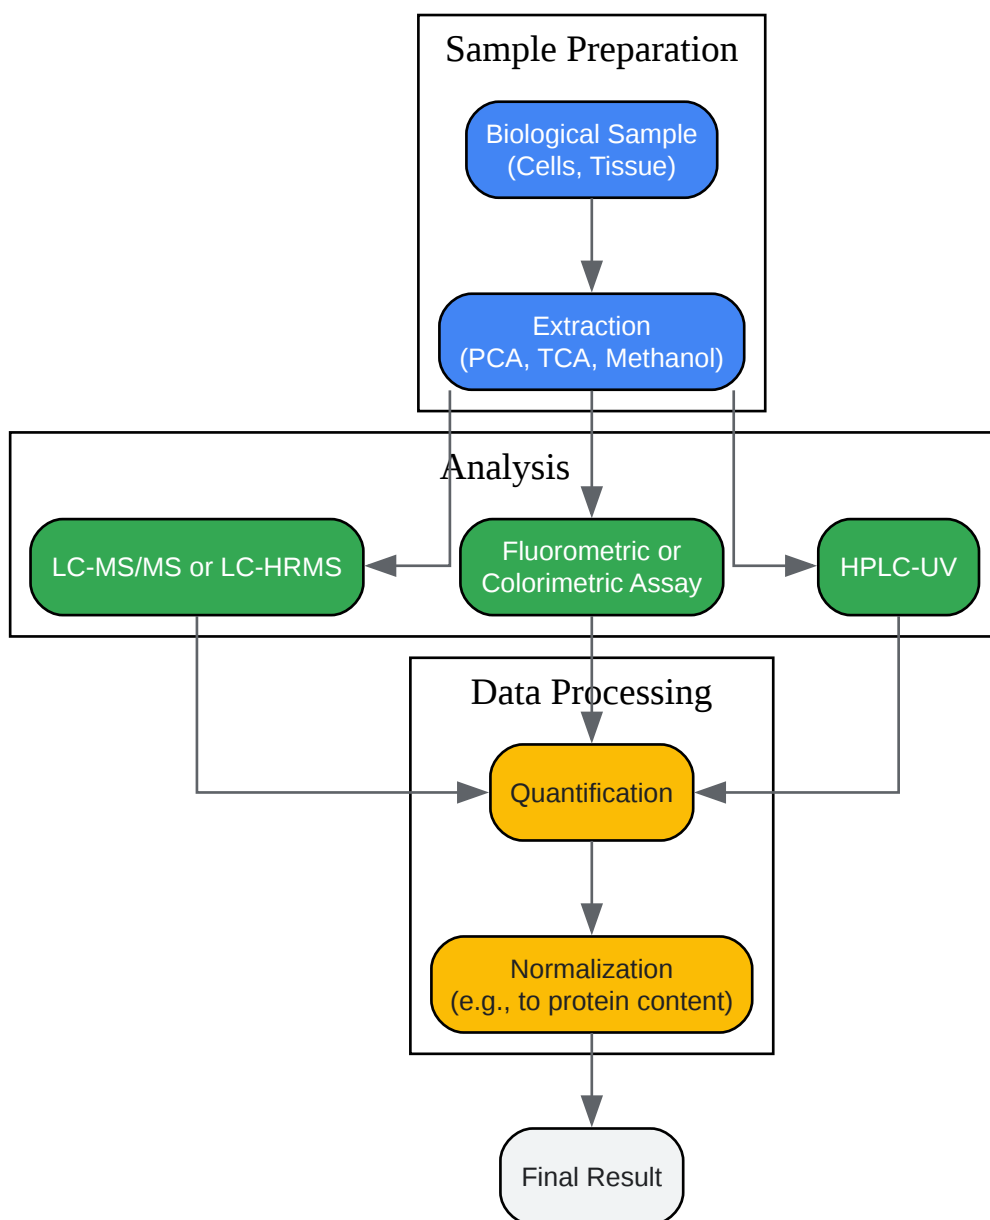 Sample Preparation
Biological Sample
(Cells, Tissue)
Extraction
(PCA, TCA, Methanol)
Analysis
LC-MS/MS or LC-HRMS
Fluorometric or
Colorimetric Assay
HPLC-UV
Data Processing
Quantification
Normalization
(e.g., to protein content)
Final Result